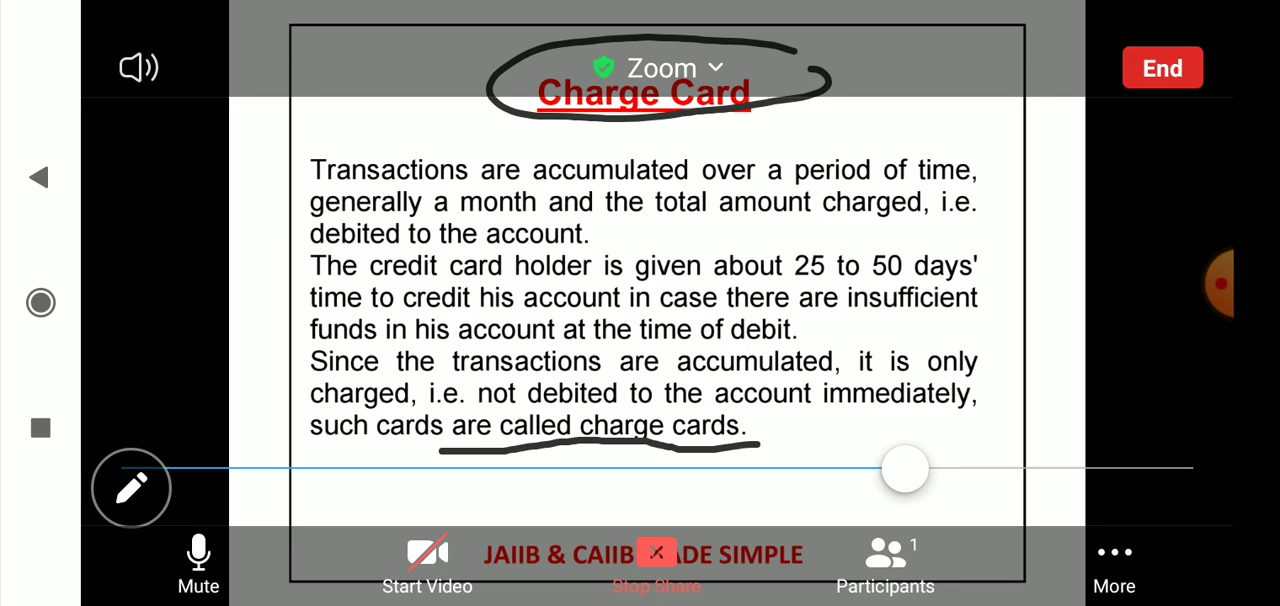 Zoom
End
Charge Card
Transactions are accumulated over a period of time,
generally a month and the total amount charged, i.e.
debited to the account.
The credit card holder is given about 25 to 50 days'
time to credit his account in case there are insufficient
funds in his account at the time of debit.
Since the transactions are accumulated, it is only
charged, i.e. not debited to the account immediately,
such cards are called charge cards.
JAIIB & CAIIB SIMPLE
1
Mute
Start Video
Stop Share
Participants
More